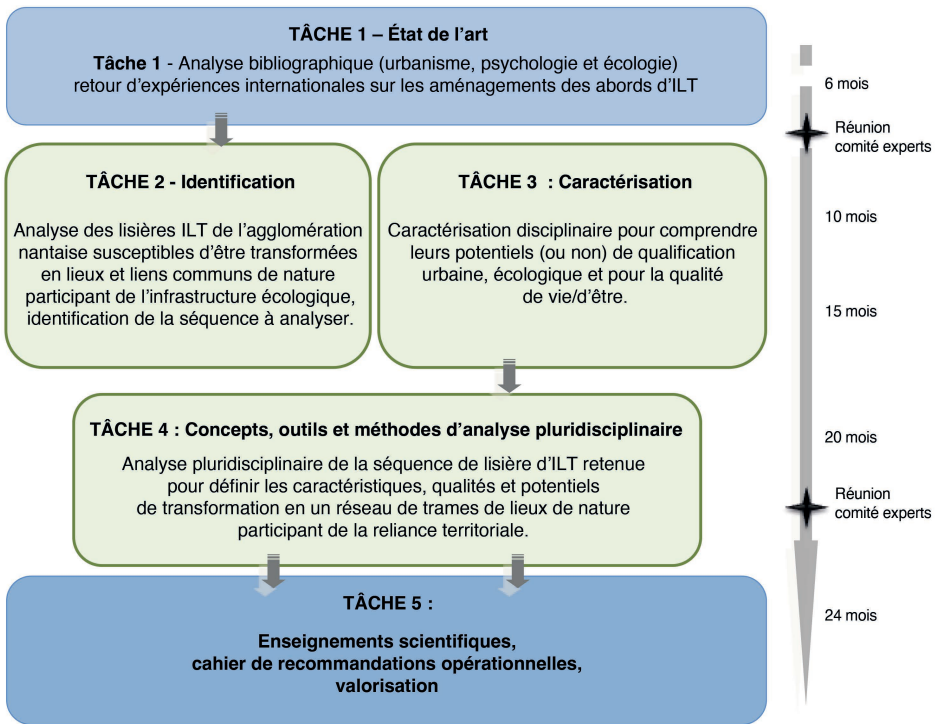 TÂCHE 1 – État de l'art
Tâche 1 - Analyse bibliographique (urbanisme, psychologie et écologie)
retour d'expériences internationales sur les aménagements des abords d'ILT
TÂCHE 2 - Identification
Analyse des lisières ILT de l'agglomération
nantaise susceptibles d'être transformées
en lieux et liens communs de nature
participant de l'infrastructure écologique,
identification de la séquence à analyser.
TÂCHE 3 : Caractérisation
Caractérisation disciplinaire pour comprendre
leurs potentiels (ou non) de qualification
urbaine, écologique et pour la qualité
de vie/d'être.
TÂCHE 4 : Concepts, outils et méthodes d'analyse pluridisciplinaire
Analyse pluridisciplinaire de la séquence de lisière d'ILT retenue
pour définir les caractéristiques, qualités et potentiels
de transformation en un réseau de trames de lieux de nature
participant de la reliance territoriale.
TÂCHE 5 :
Enseignements scientifiques,
cahier de recommandations opérationnelles,
valorisation
6 mois
Réunion
comité experts
10 mois
15 mois
20 mois
Réunion
comité experts
24 mois